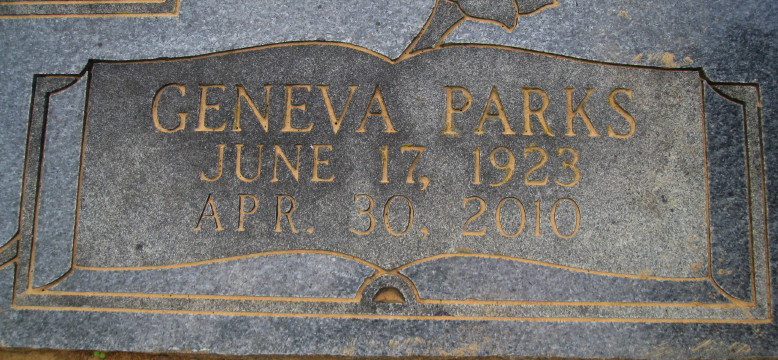 GENEVA PARKS
JUNE 17, 1923
APR. 30, 2010